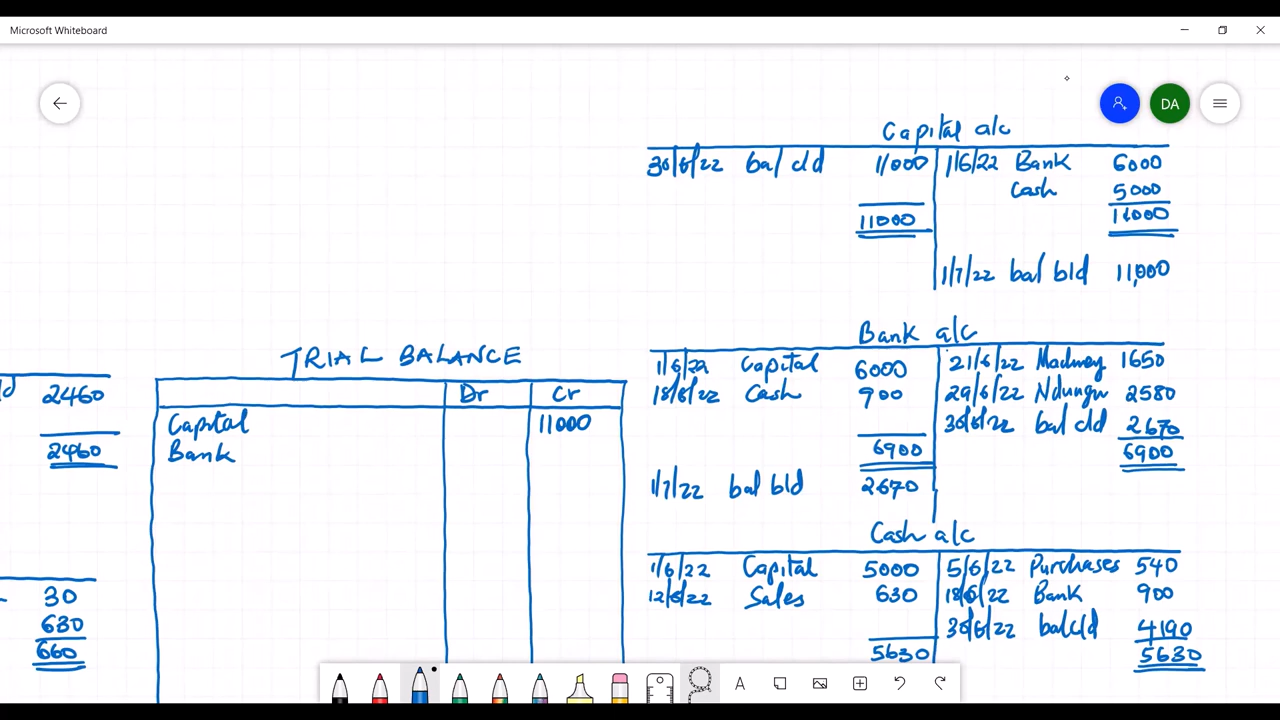 Microsoft Whiteboard
DA
Capital a/c
30/6/22 bal c/d 11000 1/6/22 Bank 6000
Cash 5000
11000 11000
1/7/22 bal b/d 11,000
Bank a/c
1/6/22 Capital 6000 21/6/22 1650
18/6/22 Cash 900 29/6/22 Ndungu 2580
30/6/22 bal c/d 2670
6900 6900
1/7/22 bal b/d 2670
Cash a/c
1/6/22 Capital 5000 5/6/22 Purchases 540
12/6/22 Sales 630 18/6/22 Bank 900
30/6/22 bal c/d 4190
5630 5630
TRIAL BALANCE
Dr Cr
Capital 11000
Bank
2460
2460
30
630
660
A